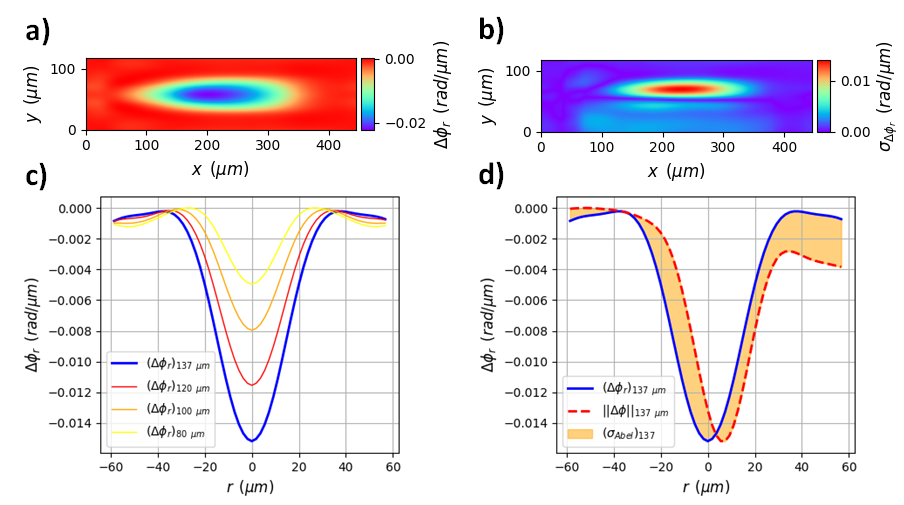 a)
y (μm)
100
0
0 100 200 300 400
x (μm)
0.00
−0.02
Δϕr (rad/μm)
b)
y (μm)
100
0
0 100 200 300 400
x (μm)
0.01
0.00
σΔϕr (rad/μm)
c)
Δϕr (rad/μm)
0.000
−0.002
−0.004
−0.006
−0.008
−0.010
−0.012
−0.014
(Δϕr)137 μm
(Δϕr)120 μm
(Δϕr)100 μm
(Δϕr)80 μm
−60 −40 −20 0 20 40 60
r (μm)
d)
Δϕr (rad/μm)
0.000
−0.002
−0.004
−0.006
−0.008
−0.010
−0.012
−0.014
(Δϕr)137 μm
||Δϕ||137 μm
(σAbel)137
−60 −40 −20 0 20 40 60
r (μm)